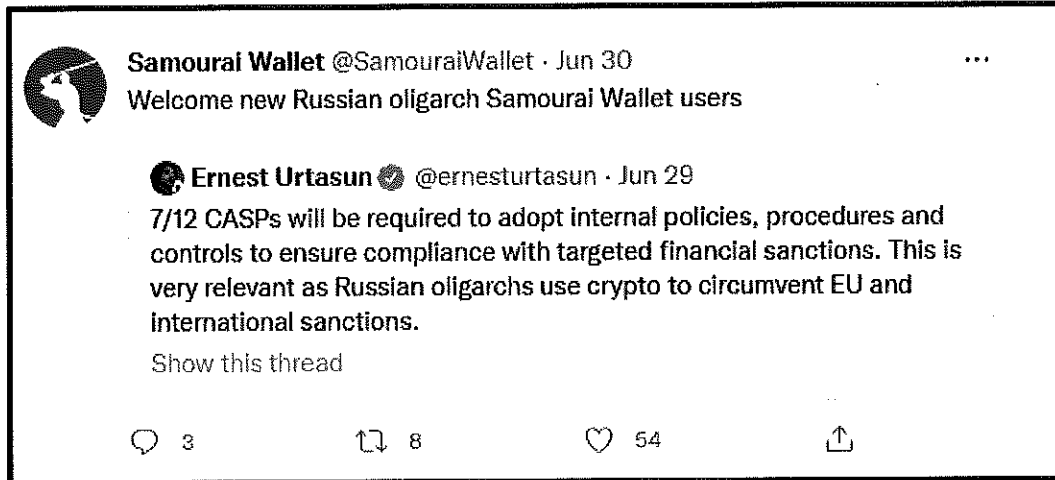 Samourai Wallet @SamouraiWallet · Jun 30
Welcome new Russian oligarch Samourai Wallet users
Ernest Urtasun @ernesturtasun · Jun 29
7/12 CASPs will be required to adopt internal policies, procedures and
controls to ensure compliance with targeted financial sanctions. This is
very relevant as Russian oligarchs use crypto to circumvent EU and
international sanctions.
Show this thread
3 8 54